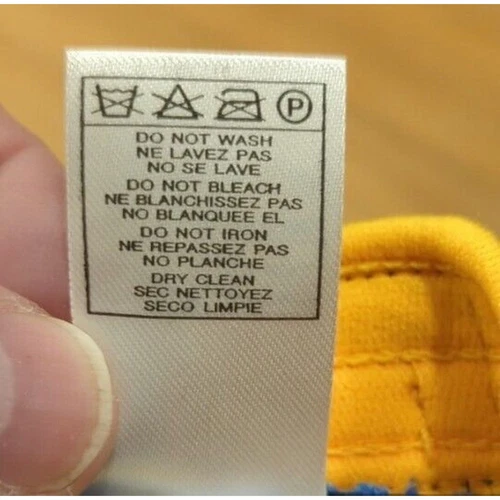 P
DO NOT WASH
NE LAVEZ PAS
NO SE LAVE
DO NOT BLEACH
NE BLANCHISSEZ PAS
NO BLANQUEE EL
DO NOT IRON
NE REPASSEZ PAS
NO PLANCHE
DRY CLEAN
SEC NETTOYEZ
SECO LIMPIE